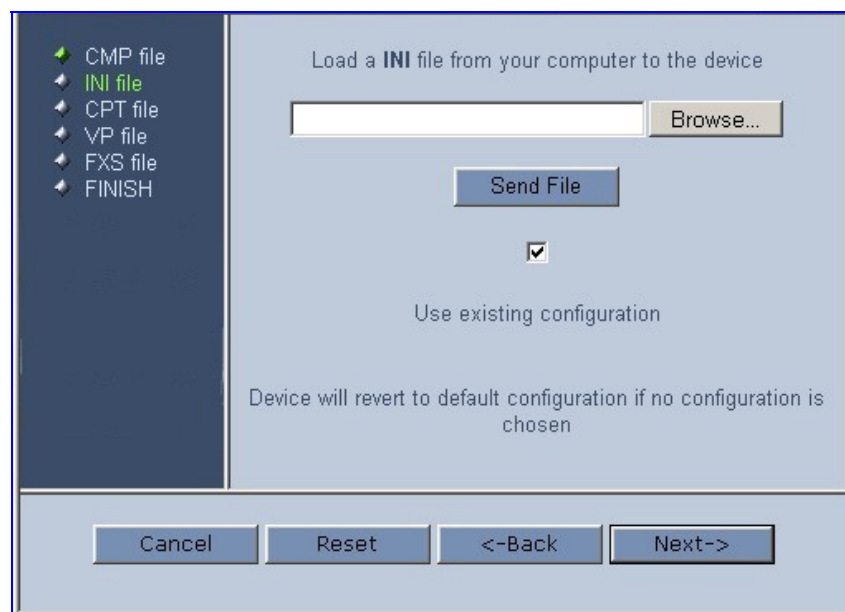 CMP file
INI file
CPT file
VP file
FXS file
FINISH
Load a INI file from your computer to the device
Browse...
Send File
Use existing configuration
Device will revert to default configuration if no configuration is
chosen
Cancel
Reset
<-Back
Next->